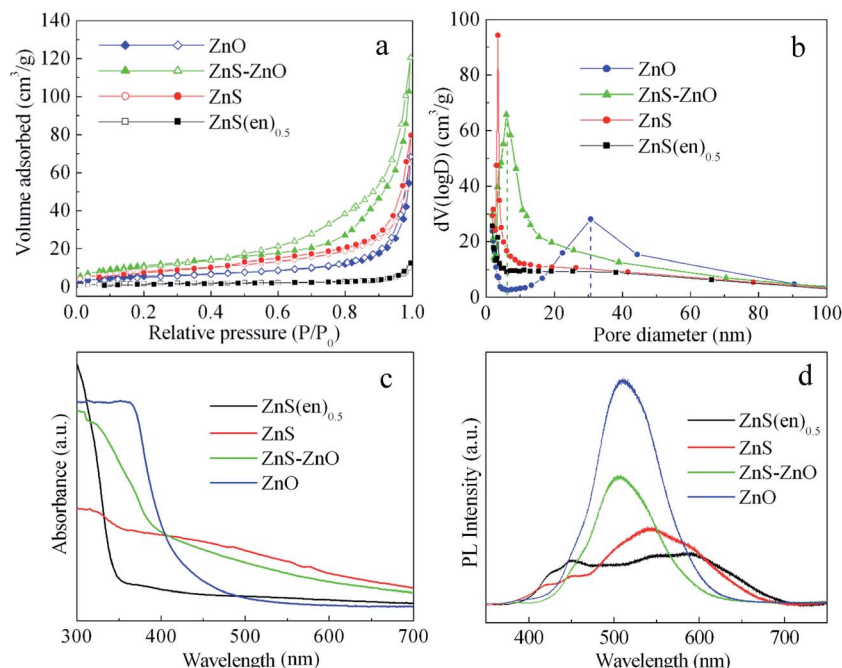 a
ZnO
ZnS-ZnO
ZnS
ZnS(en)0.5
Volume adsorbed (cm3/g)
140
120
100
80
60
40
20
0
0.0 0.2 0.4 0.6 0.8 1.0
Relative pressure (P/P0)
b
ZnO
ZnS-ZnO
ZnS
ZnS(en)0.5
dV(logD) (cm3/g)
100
80
60
40
20
0
0 20 40 60 80 100
Pore diameter (nm)
c
ZnS(en)0.5
ZnS
ZnS-ZnO
ZnO
Absorbance (a.u.)
300 400 500 600 700
Wavelength (nm)
d
ZnS(en)0.5
ZnS
ZnS-ZnO
ZnO
PL Intensity (a.u.)
400 500 600 700
Wavelength (nm)